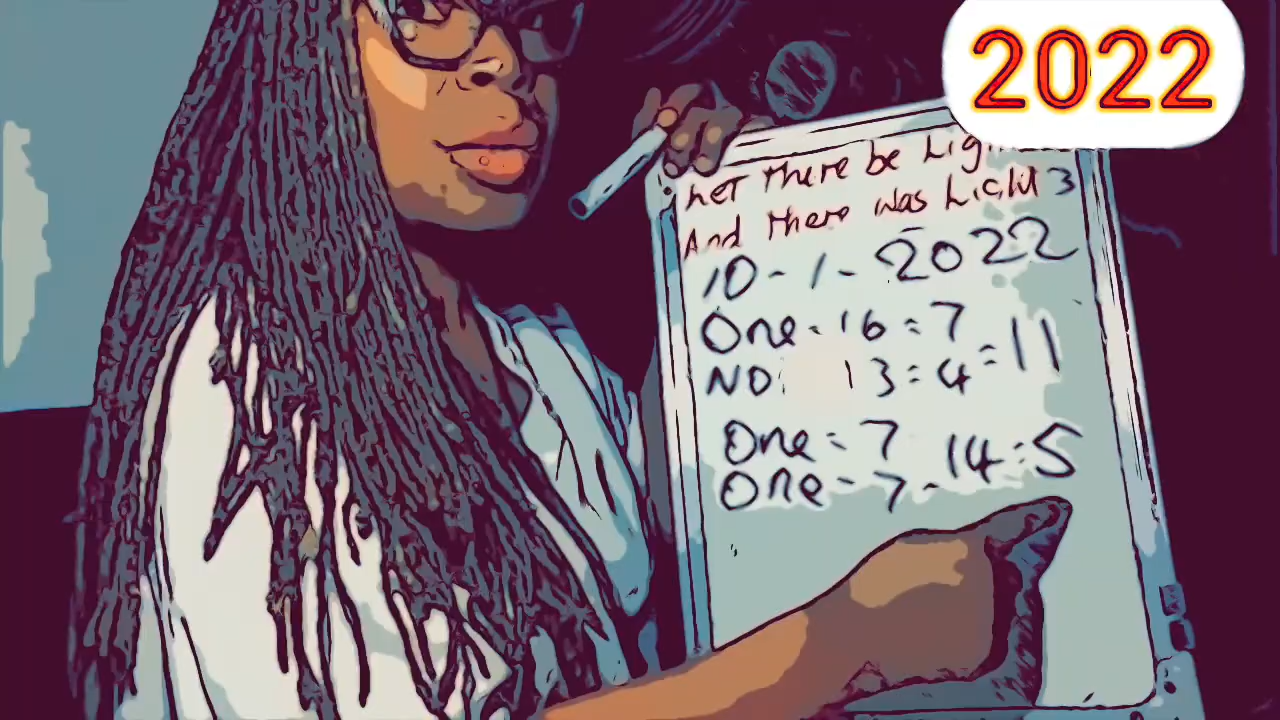 2022
Let there be
And there was Light 3
10-1-2022
One - 16 = 7
NO 13 = 4 = 11
One = 7
One - 7 - 14 = 5